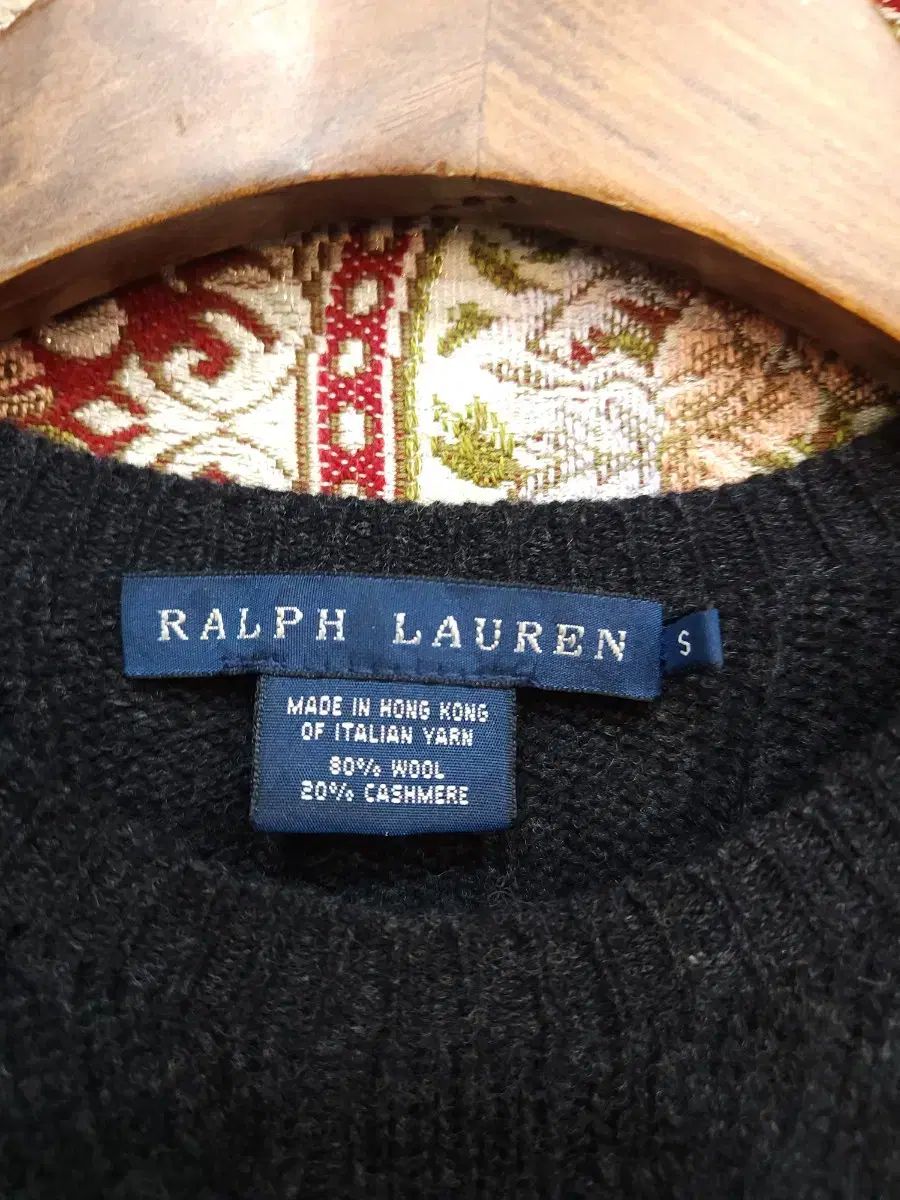 RALPH LAUREN
S
MADE IN HONG KONG
OF ITALIAN YARN
80% WOOL
20% CASHMERE